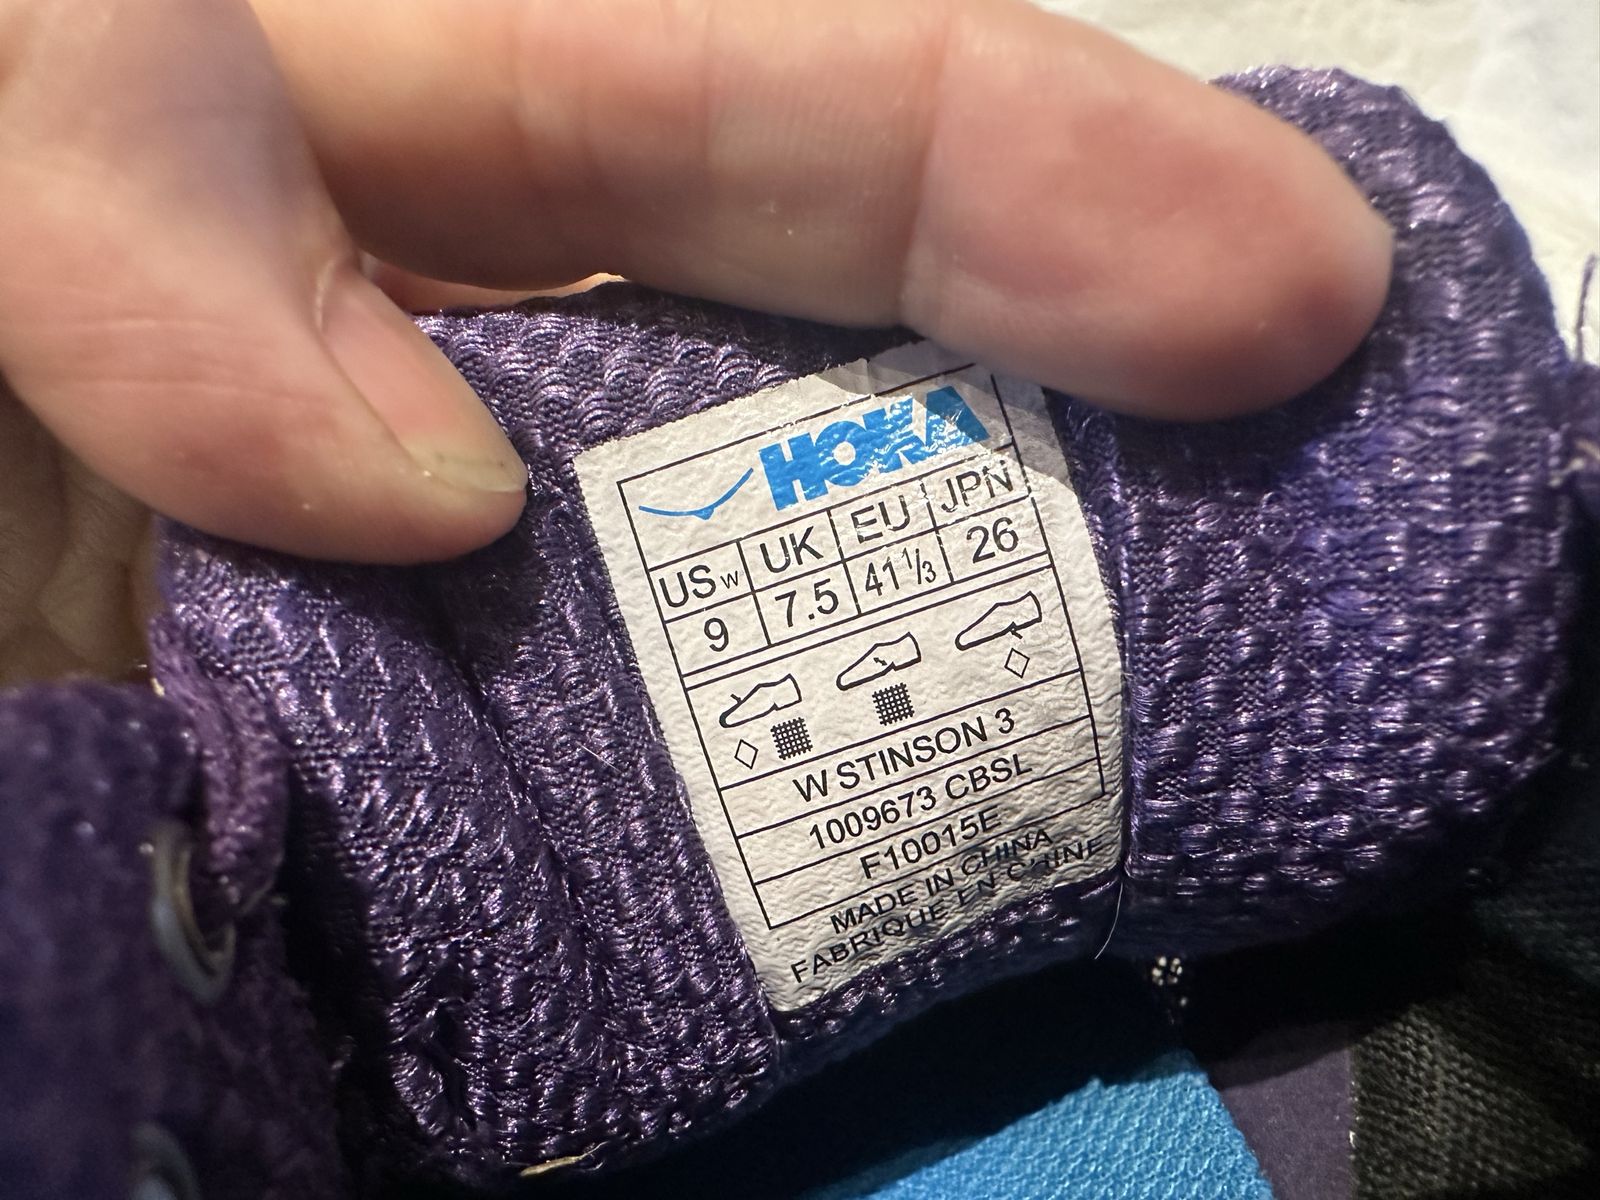 HOKA
USw UK EU JPN
9 7.5 41 1/3 26
W STINSON 3
1009673 CBSL
F10015E
MADE IN CHINA
FABRIQUE EN CHINE